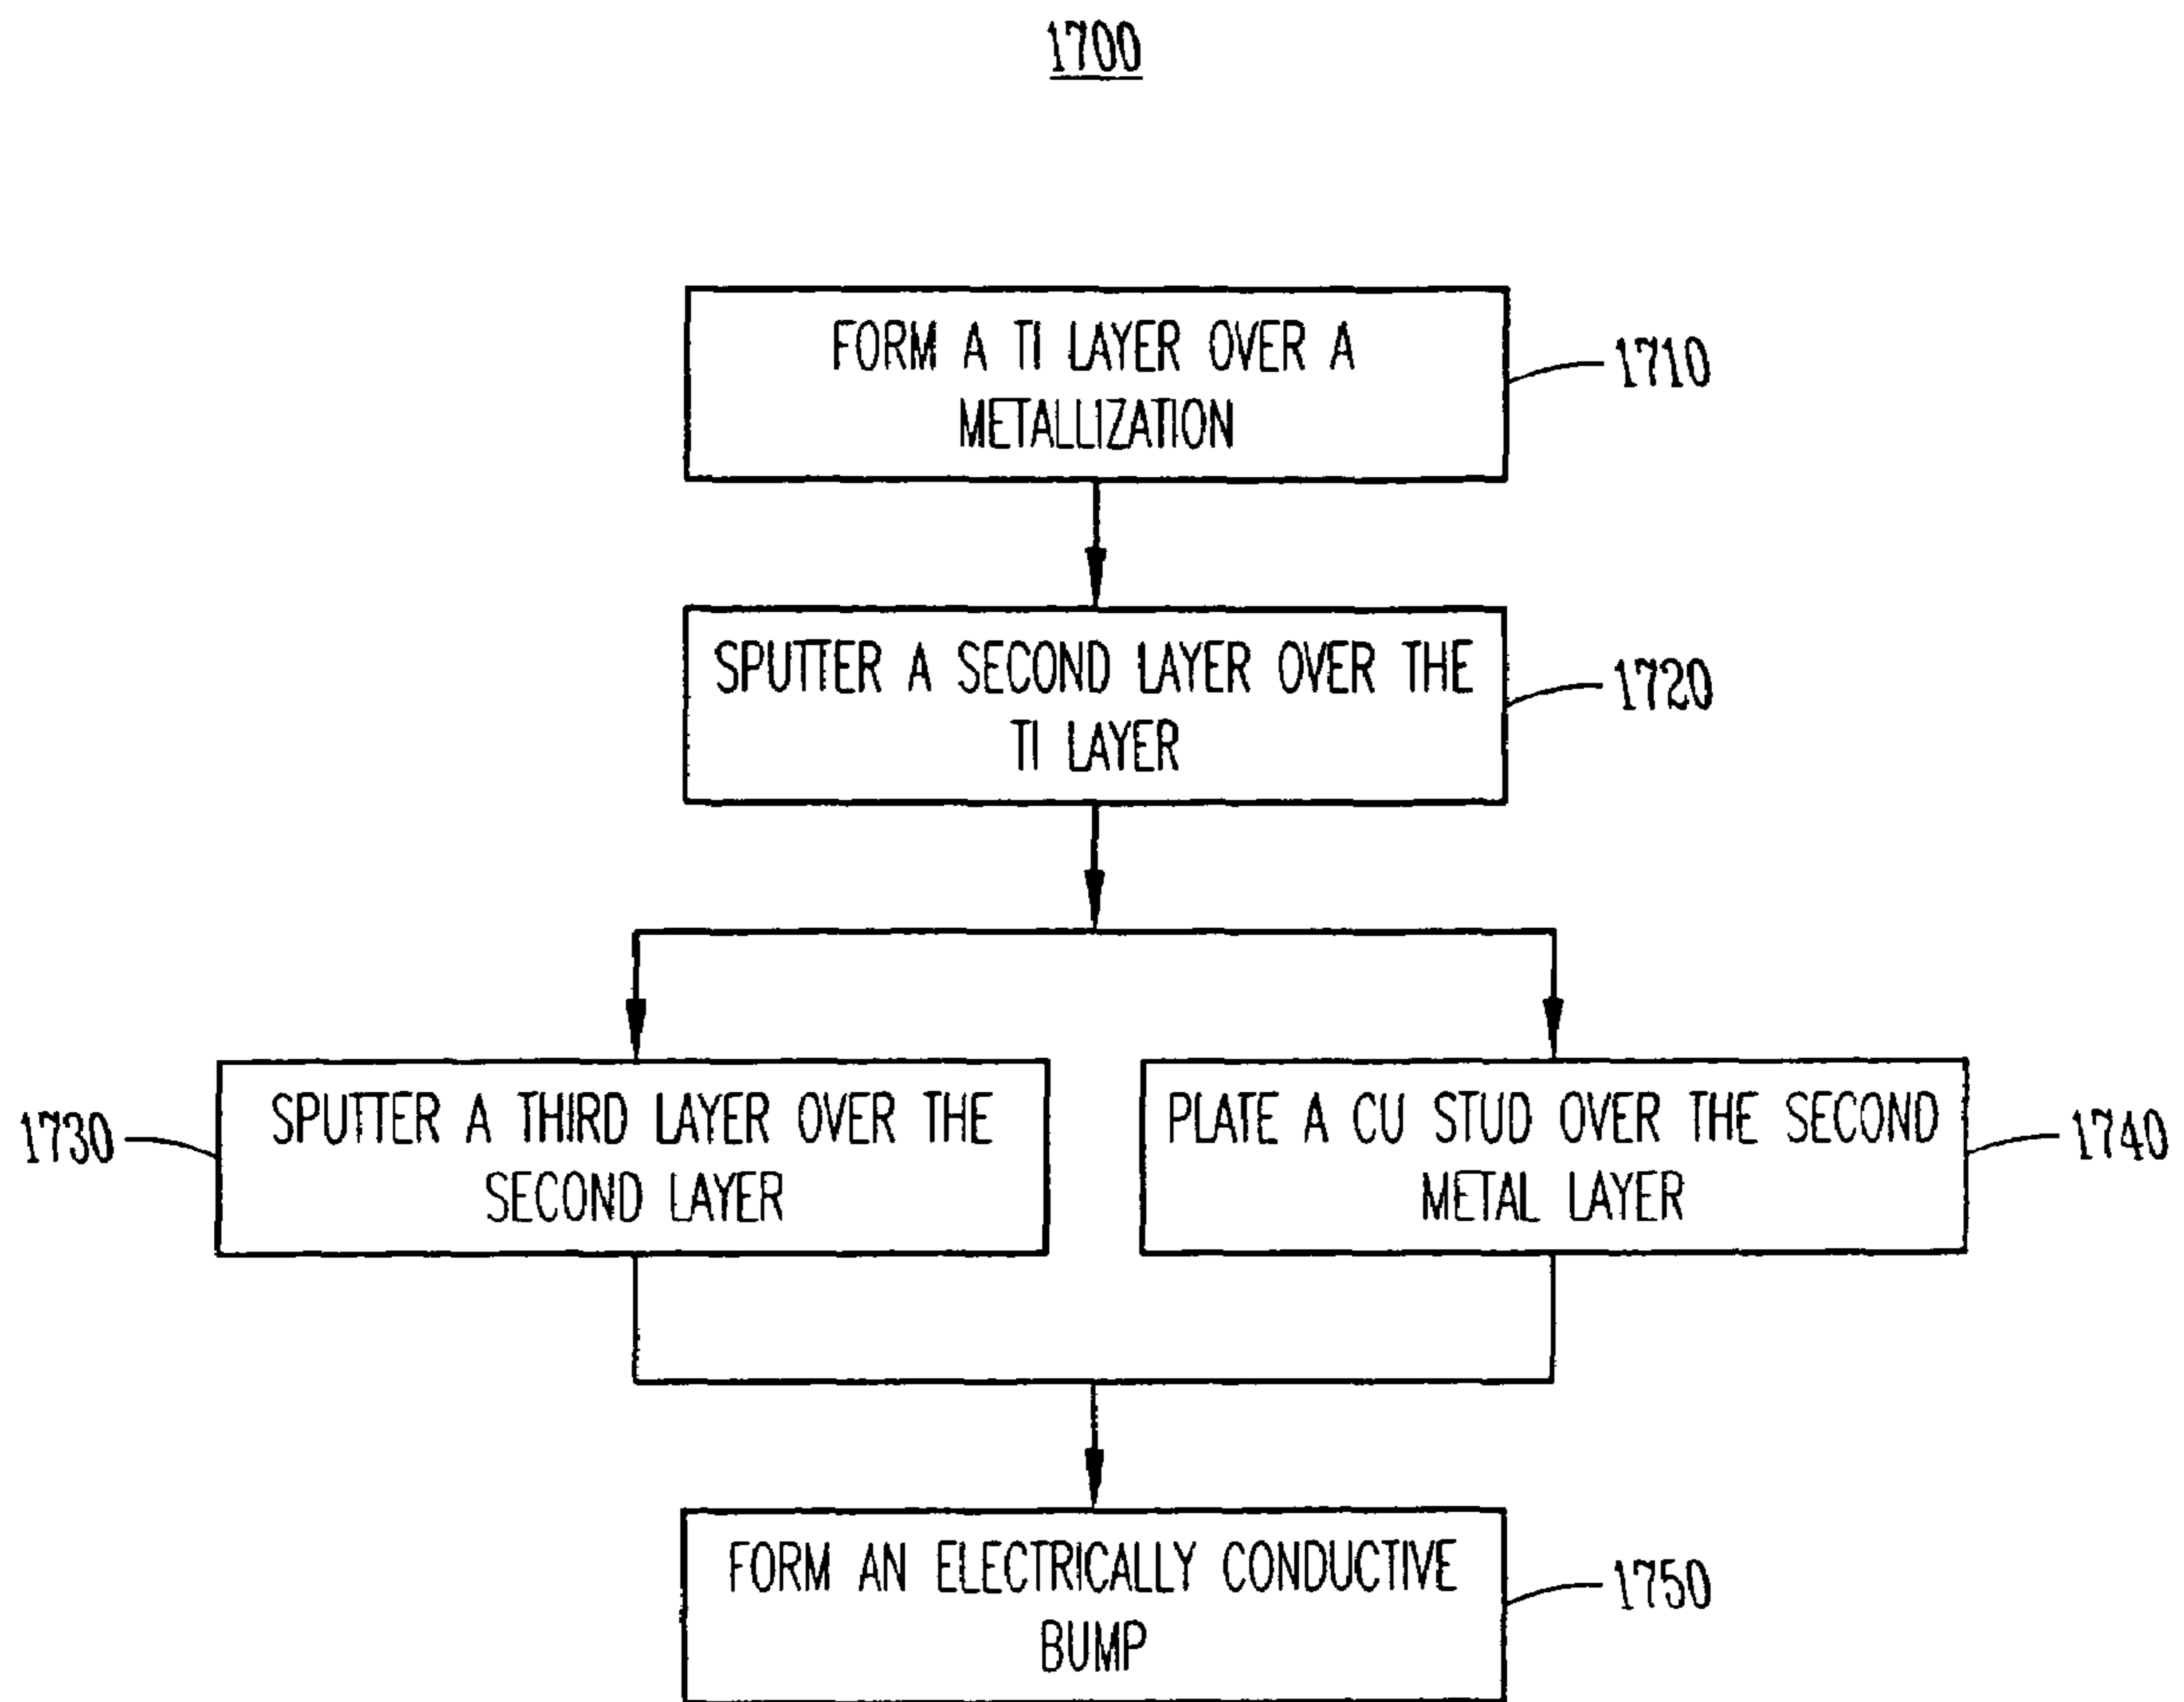 1700
FORM A TI LAYER OVER A
METALLIZATION
1710
SPUTTER A SECOND LAYER OVER THE
TI LAYER
1720
SPUTTER A THIRD LAYER OVER THE
SECOND LAYER
1730
PLATE A CU STUD OVER THE SECOND
METAL LAYER
1740
FORM AN ELECTRICALLY CONDUCTIVE
BUMP
1750